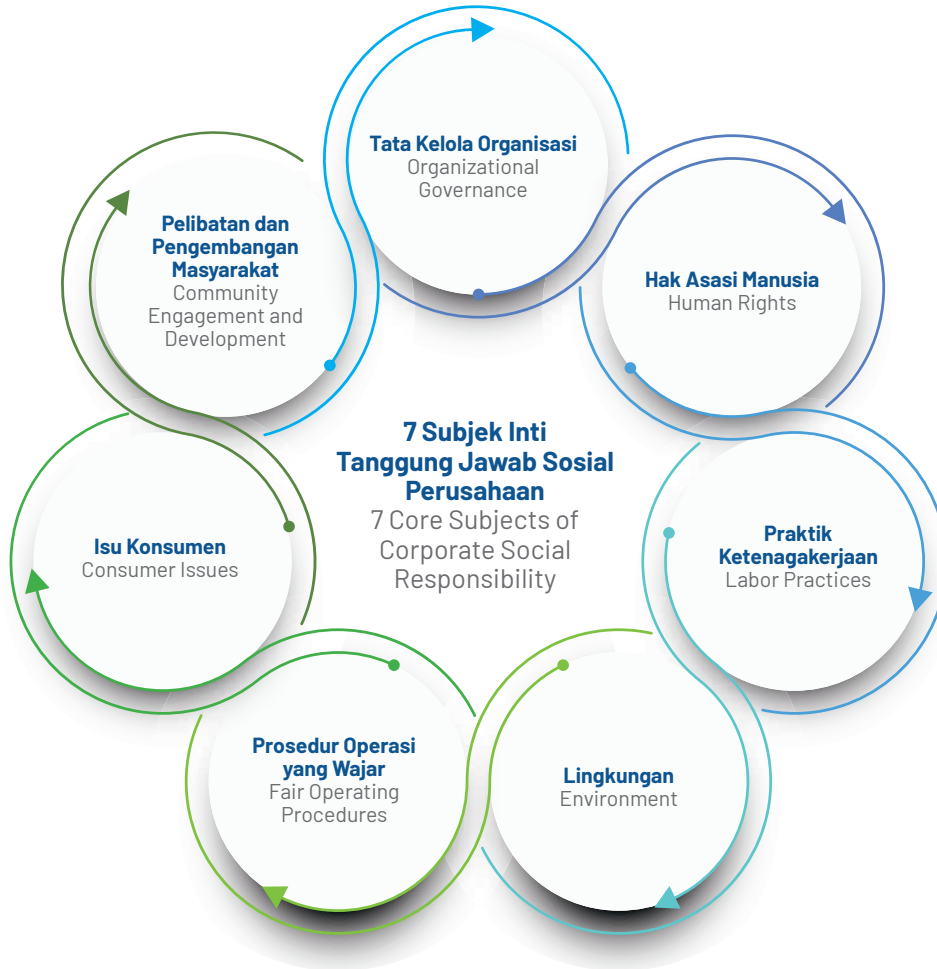 Tata Kelola Organisasi
Organizational
Governance
Hak Asasi Manusia
Human Rights
Praktik
Ketenagakerjaan
Labor Practices
Lingkungan
Environment
Prosedur Operasi
yang Wajar
Fair Operating
Procedures
Isu Konsumen
Consumer Issues
Pelibatan dan
Pengembangan
Masyarakat
Community
Engagement and
Development
7 Subjek Inti
Tanggung Jawab Sosial
Perusahaan
7 Core Subjects of
Corporate Social
Responsibility